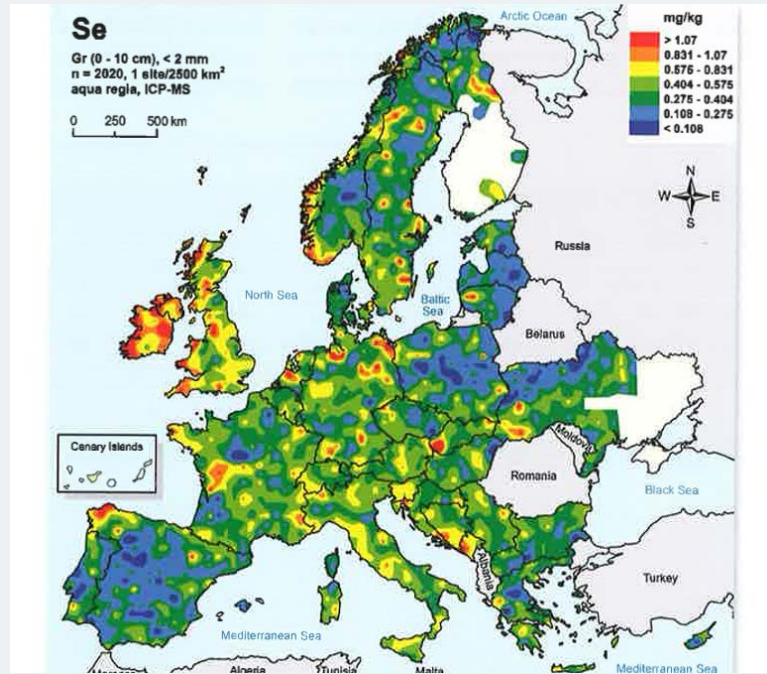 Se
Gr (0 - 10 cm), < 2 mm
n = 2020, 1 site/2500 km²
aqua regia, ICP-MS
0 250 500 km
Arctic Ocean
mg/kg
> 1.07
0.831 - 1.07
0.575 - 0.831
0.404 - 0.575
0.275 - 0.404
0.108 - 0.275
< 0.108
N
W E
S
Russia
North Sea
Baltic
Sea
Belarus
Canary Islands
Moldova
Romania
Black Sea
Albania
Turkey
Mediterranean Sea
Morocco
Algeria
Tunisia
Malta
Mediterranean Sea